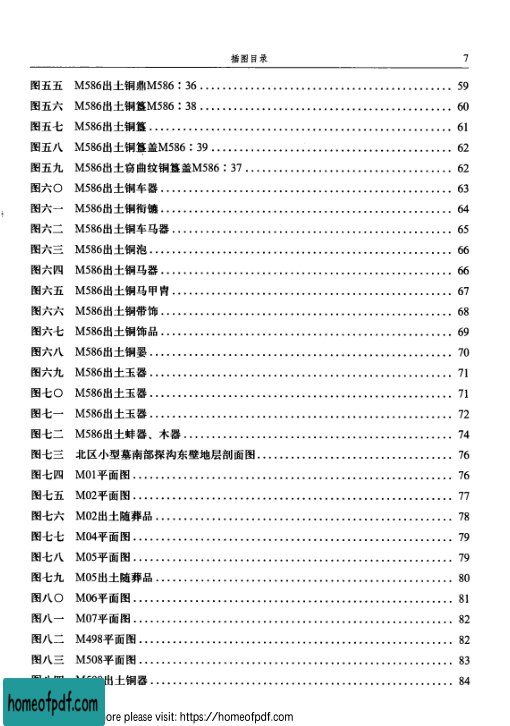 插图目录 7
图五五 M586出土铜鼎M586：36 59
图五六 M586出土铜簋M586：38 60
图五七 M586出土铜簋 61
图五八 M586出土铜簋盖M586：39 62
图五九 M586出土窃曲纹铜簋盖M586：37 62
图六〇 M586出土铜车器 63
图六一 M586出土铜衔镳 64
图六二 M586出土铜车马器 65
图六三 M586出土铜泡 66
图六四 M586出土铜马器 66
图六五 M586出土铜马甲胄 67
图六六 M586出土铜带饰 68
图六七 M586出土铜饰品 69
图六八 M586出土铜翣 70
图六九 M586出土玉器 71
图七〇 M586出土玉器 71
图七一 M586出土玉器 72
图七二 M586出土蚌器、木器 74
图七三 北区小型墓南部探沟东壁地层剖面图 76
图七四 M01平面图 76
图七五 M02平面图 77
图七六 M02出土随葬品 78
图七七 M04平面图 79
图七八 M05平面图 79
图七九 M05出土随葬品 80
图八〇 M06平面图 81
图八一 M07平面图 82
图八二 M498平面图 82
图八三 M508平面图 83
出土铜器 84
homeofpdf.com
ore please visit: https://homeofpdf.com